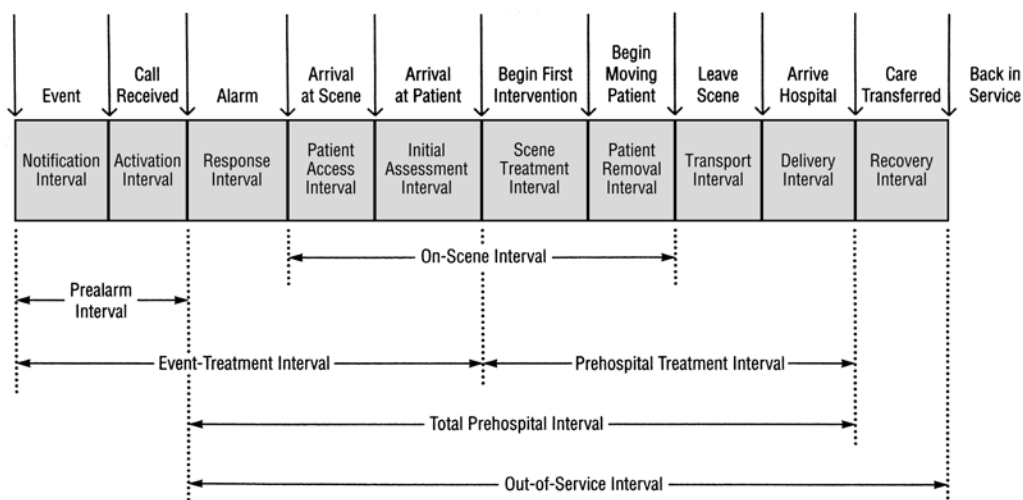 Event
Call
Received
Alarm
Arrival
at Scene
Arrival
at Patient
Begin First
Intervention
Begin
Moving
Patient
Leave
Scene
Arrive
Hospital
Care
Transferred
Back in
Service
Notification
Interval
Activation
Interval
Response
Interval
Patient
Access
Interval
Initial
Assessment
Interval
Scene
Treatment
Interval
Patient
Removal
Interval
Transport
Interval
Delivery
Interval
Recovery
Interval
On-Scene Interval
Prealarm
Interval
Event-Treatment Interval
Prehospital Treatment Interval
Total Prehospital Interval
Out-of-Service Interval